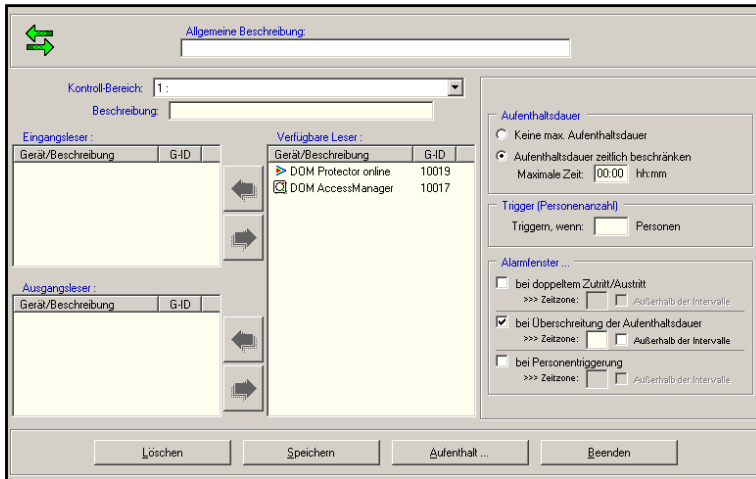 Allgemeine Beschreibung:
Kontroll-Bereich: 1 :
Beschreibung:
Eingangsleser :
Gerät/Beschreibung G-ID
Ausgangsleser :
Gerät/Beschreibung G-ID
Verfügbare Leser :
Gerät/Beschreibung G-ID
DOM Protector online 10019
DOM AccessManager 10017
Aufenthaltsdauer
Keine max. Aufenthaltsdauer
Aufenthaltsdauer zeitlich beschränken
Maximale Zeit: 00:00 hh:mm
Trigger (Personenanzahl)
Triggern, wenn: Personen
Alarmfenster ...
bei doppeltem Zutritt/Austritt
>>> Zeitzone: Außerhalb der Intervalle
bei Überschreitung der Aufenthaltsdauer
>>> Zeitzone: Außerhalb der Intervalle
bei Personentriggerung
>>> Zeitzone: Außerhalb der Intervalle
Löschen Speichern Aufenthalt ... Beenden